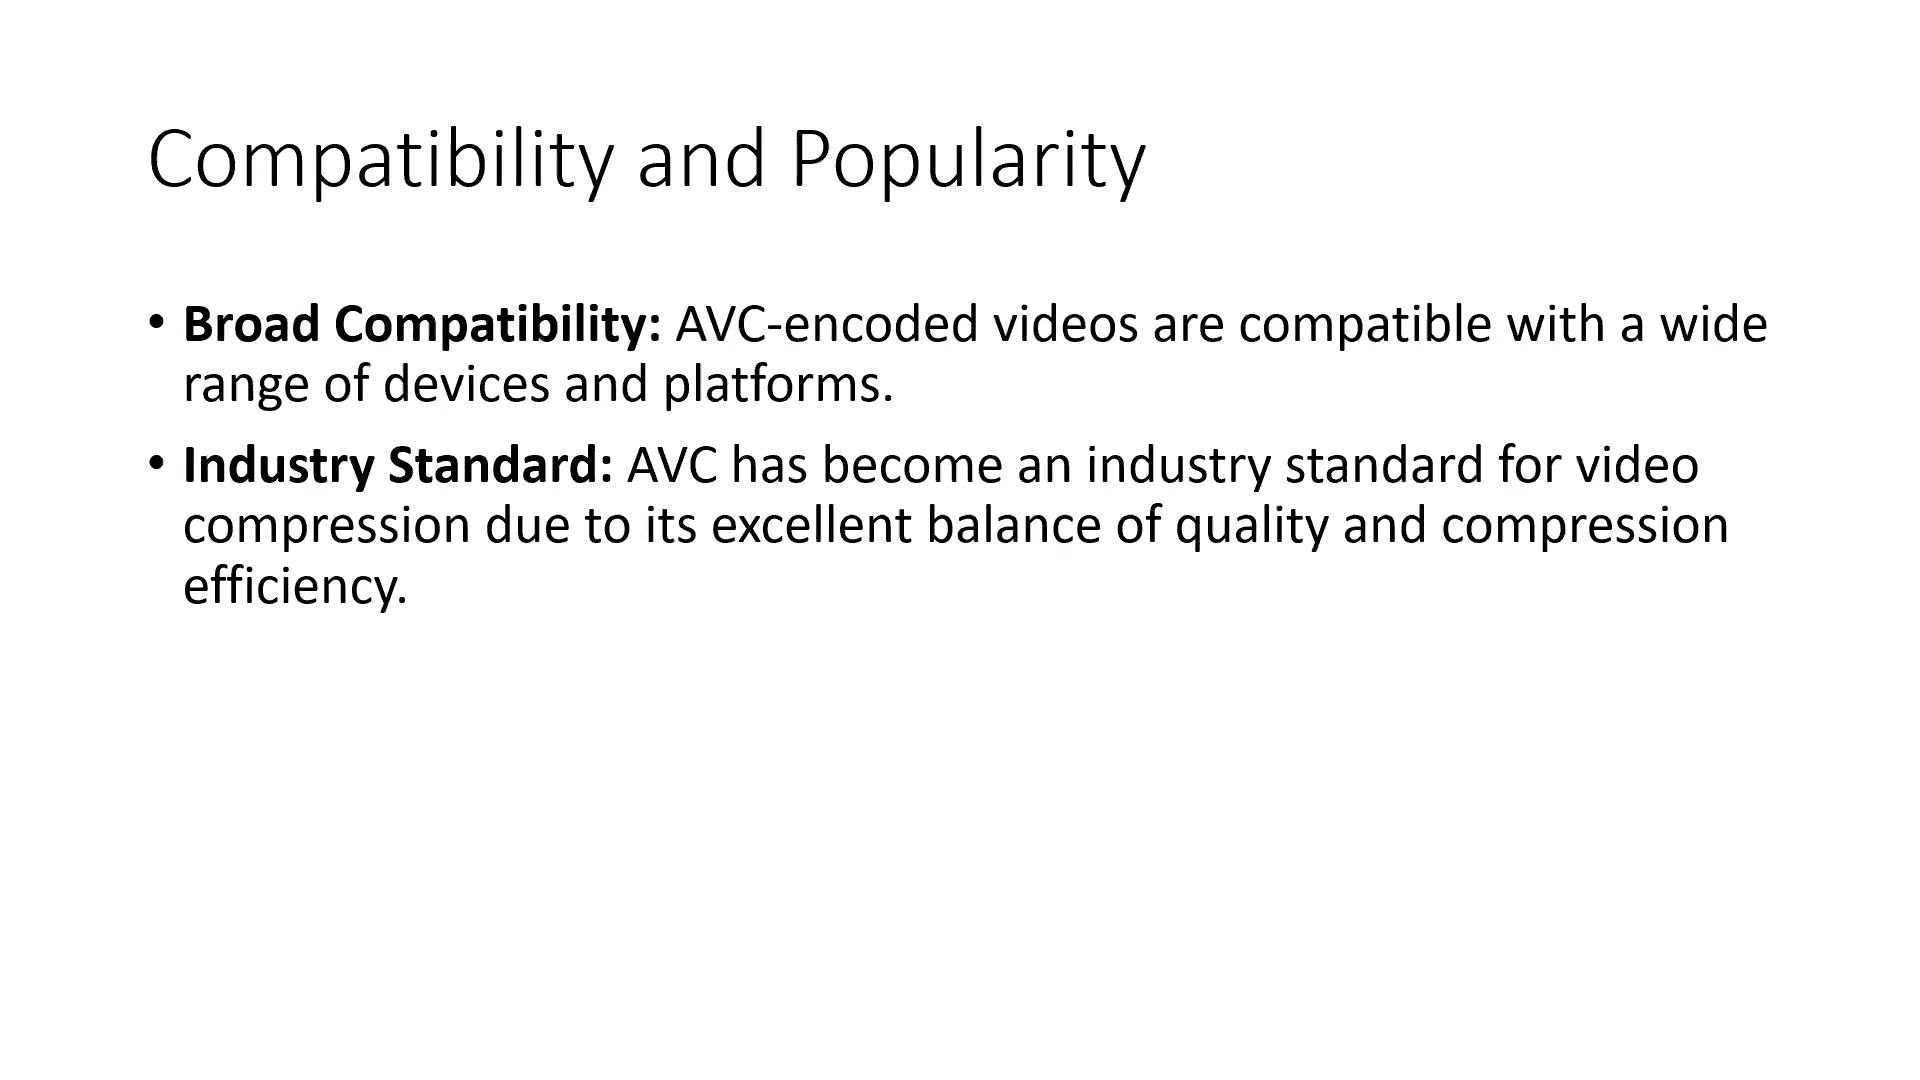 Compatibility and Popularity
• Broad Compatibility: AVC-encoded videos are compatible with a wide
range of devices and platforms.
• Industry Standard: AVC has become an industry standard for video
compression due to its excellent balance of quality and compression
efficiency.